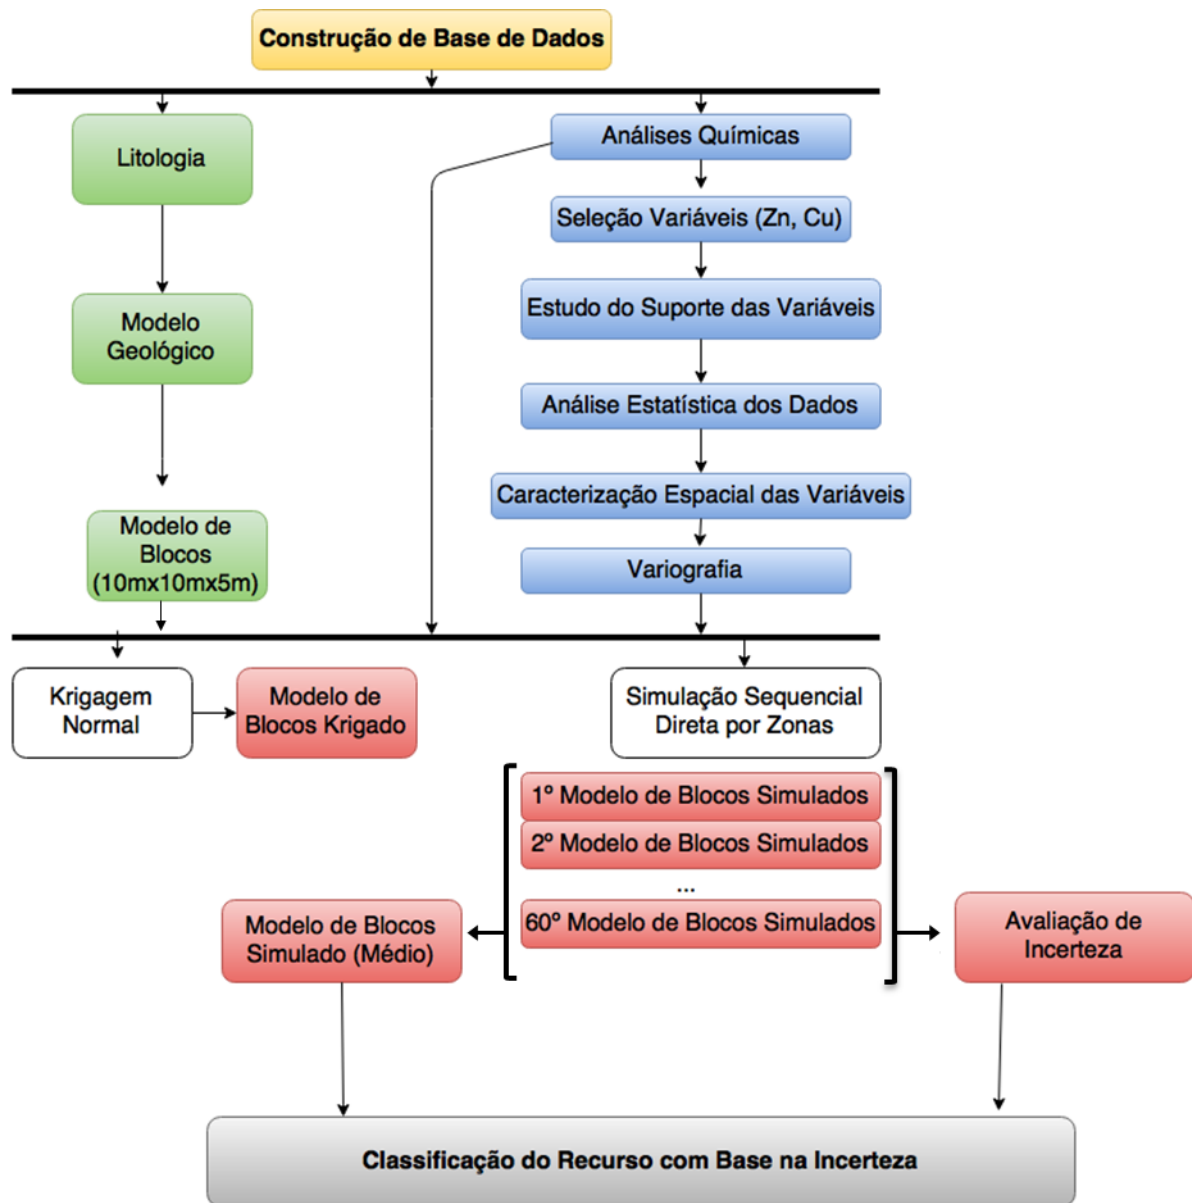 Construção de Base de Dados
Litologia
Modelo
Geológico
Modelo de
Blocos
(10mx10mx5m)
Análises Químicas
Seleção Variáveis (Zn, Cu)
Estudo do Suporte das Variáveis
Análise Estatística dos Dados
Caracterização Espacial das Variáveis
Variografia
Krigagem
Normal
Modelo de
Blocos Krigado
Simulação Sequencial
Direta por Zonas
1º Modelo de Blocos Simulados
2º Modelo de Blocos Simulados
...
60º Modelo de Blocos Simulados
Modelo de Blocos
Simulado (Médio)
Avaliação de
Incerteza
Classificação do Recurso com Base na Incerteza